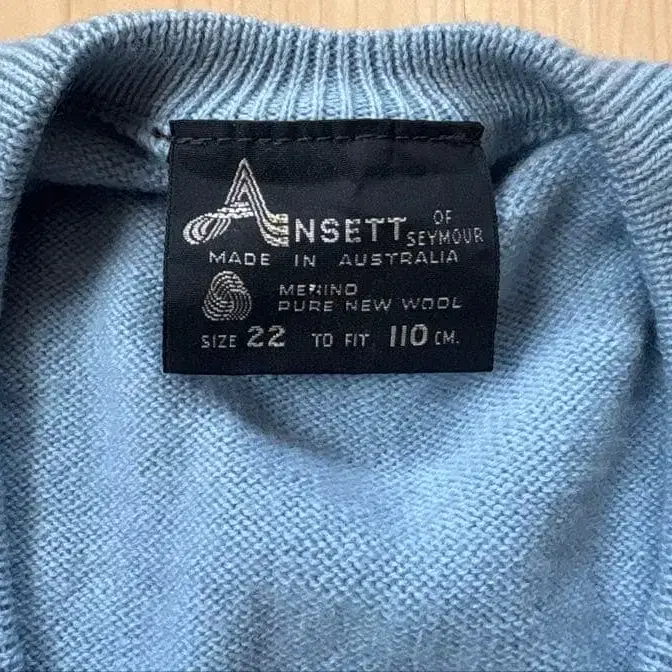 ANSETT OF SEYMOUR
MADE IN AUSTRALIA
MERINO
PURE NEW WOOL
SIZE 22 TO FIT 110 CM.